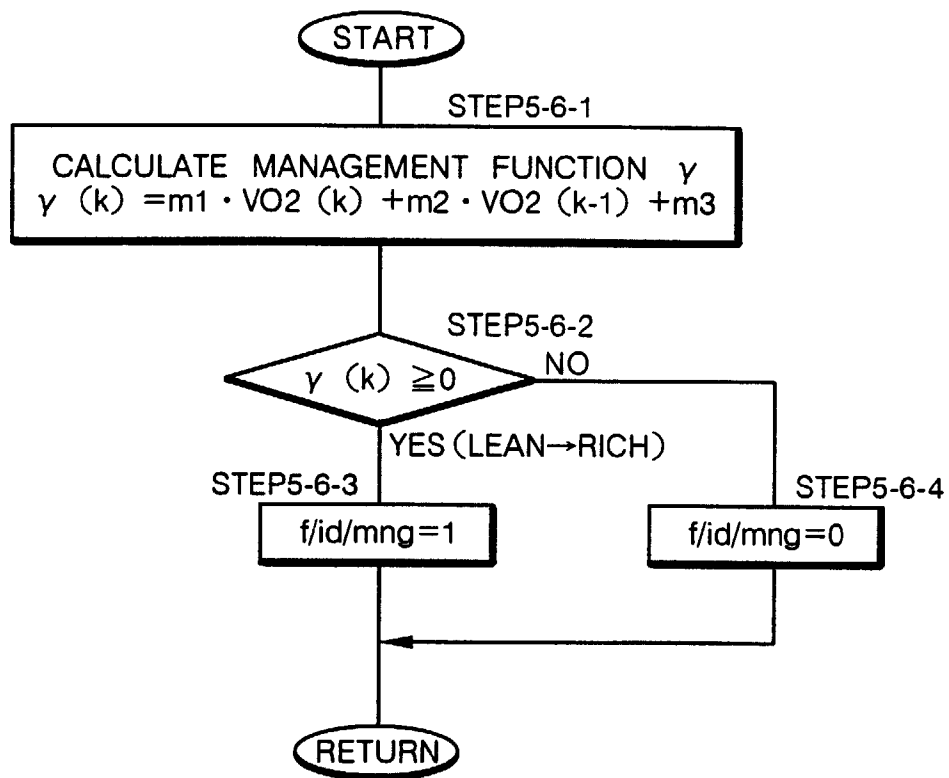 START
STEP5-6-1
CALCULATE MANAGEMENT FUNCTION γ
γ (k) =m1・VO2 (k) +m2・VO2 (k-1) +m3
STEP5-6-2
γ (k) ≧0
NO
YES (LEAN→RICH)
STEP5-6-3
STEP5-6-4
f/id/mng=1
f/id/mng=0
RETURN